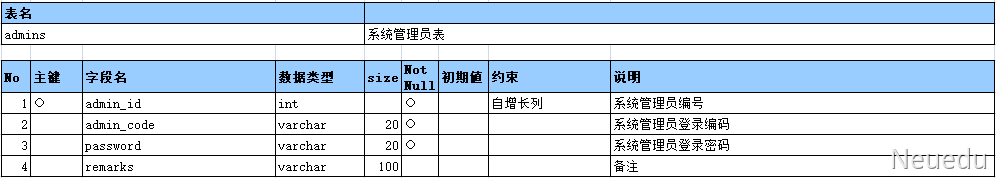 表名
admins 系统管理员表
No 主键 字段名 数据类型 size Not Null 初期値 约束 说明
1 ○ admin_id int ○ 自增长列 系统管理员编号
2 admin_code varchar 20 ○ 系统管理员登录编码
3 password varchar 20 ○ 系统管理员登录密码
4 remarks varchar 100 备注
Neuedu